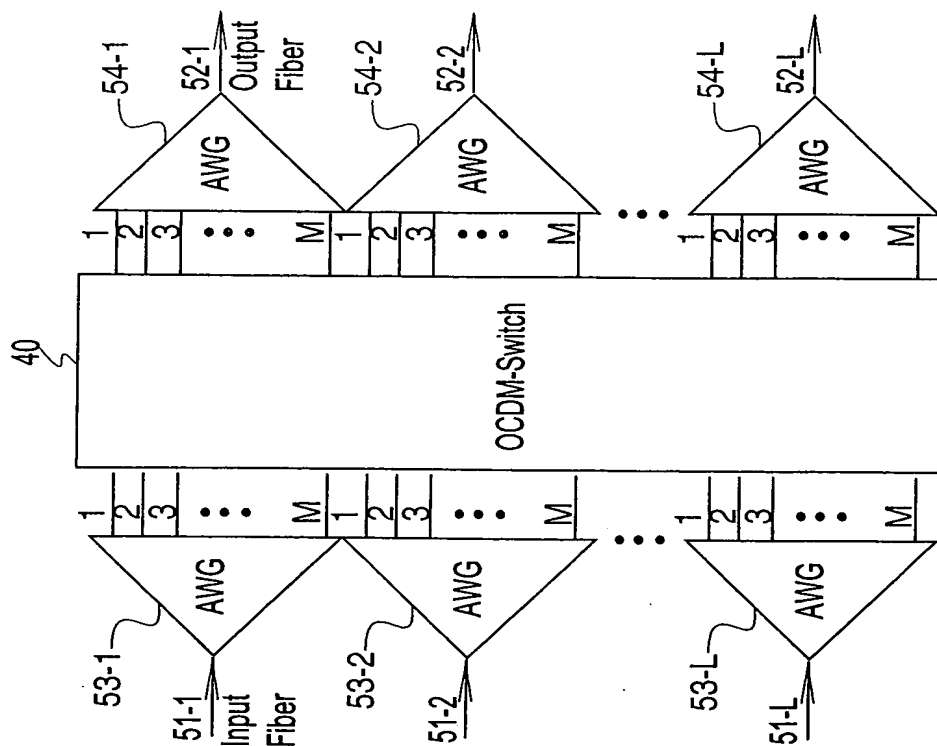 40
53-1
54-1
51-1
Input
Fiber
AWG
1
2
3
M
1
2
3
M
AWG
52-1
Output
Fiber
53-2
54-2
51-2
AWG
1
2
3
M
OCDM-Switch
1
2
3
M
AWG
52-2
53-L
54-L
51-L
AWG
1
2
3
M
1
2
3
M
AWG
52-L